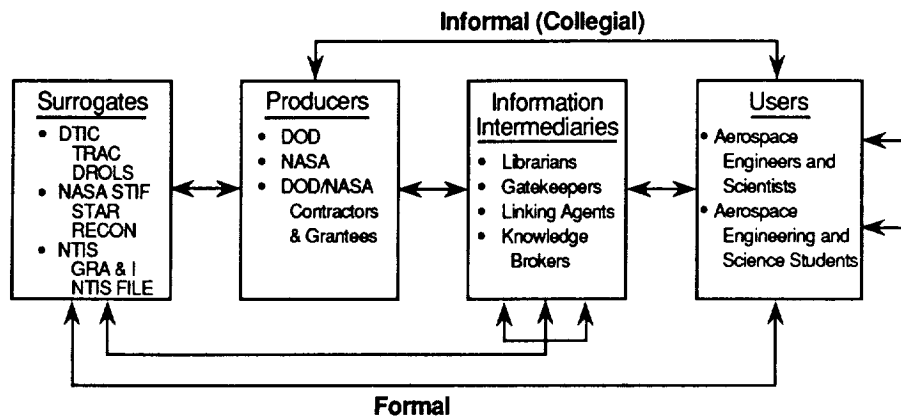 Informal (Collegial)
Surrogates
• DTIC
TRAC
DROLS
• NASA STIF
STAR
RECON
• NTIS
GRA & I
NTIS FILE
Producers
• DOD
• NASA
• DOD/NASA
Contractors
& Grantees
Information
Intermediaries
• Librarians
• Gatekeepers
• Linking Agents
• Knowledge
Brokers
Users
• Aerospace
Engineers and
Scientists
• Aerospace
Engineering and
Science Students
Formal